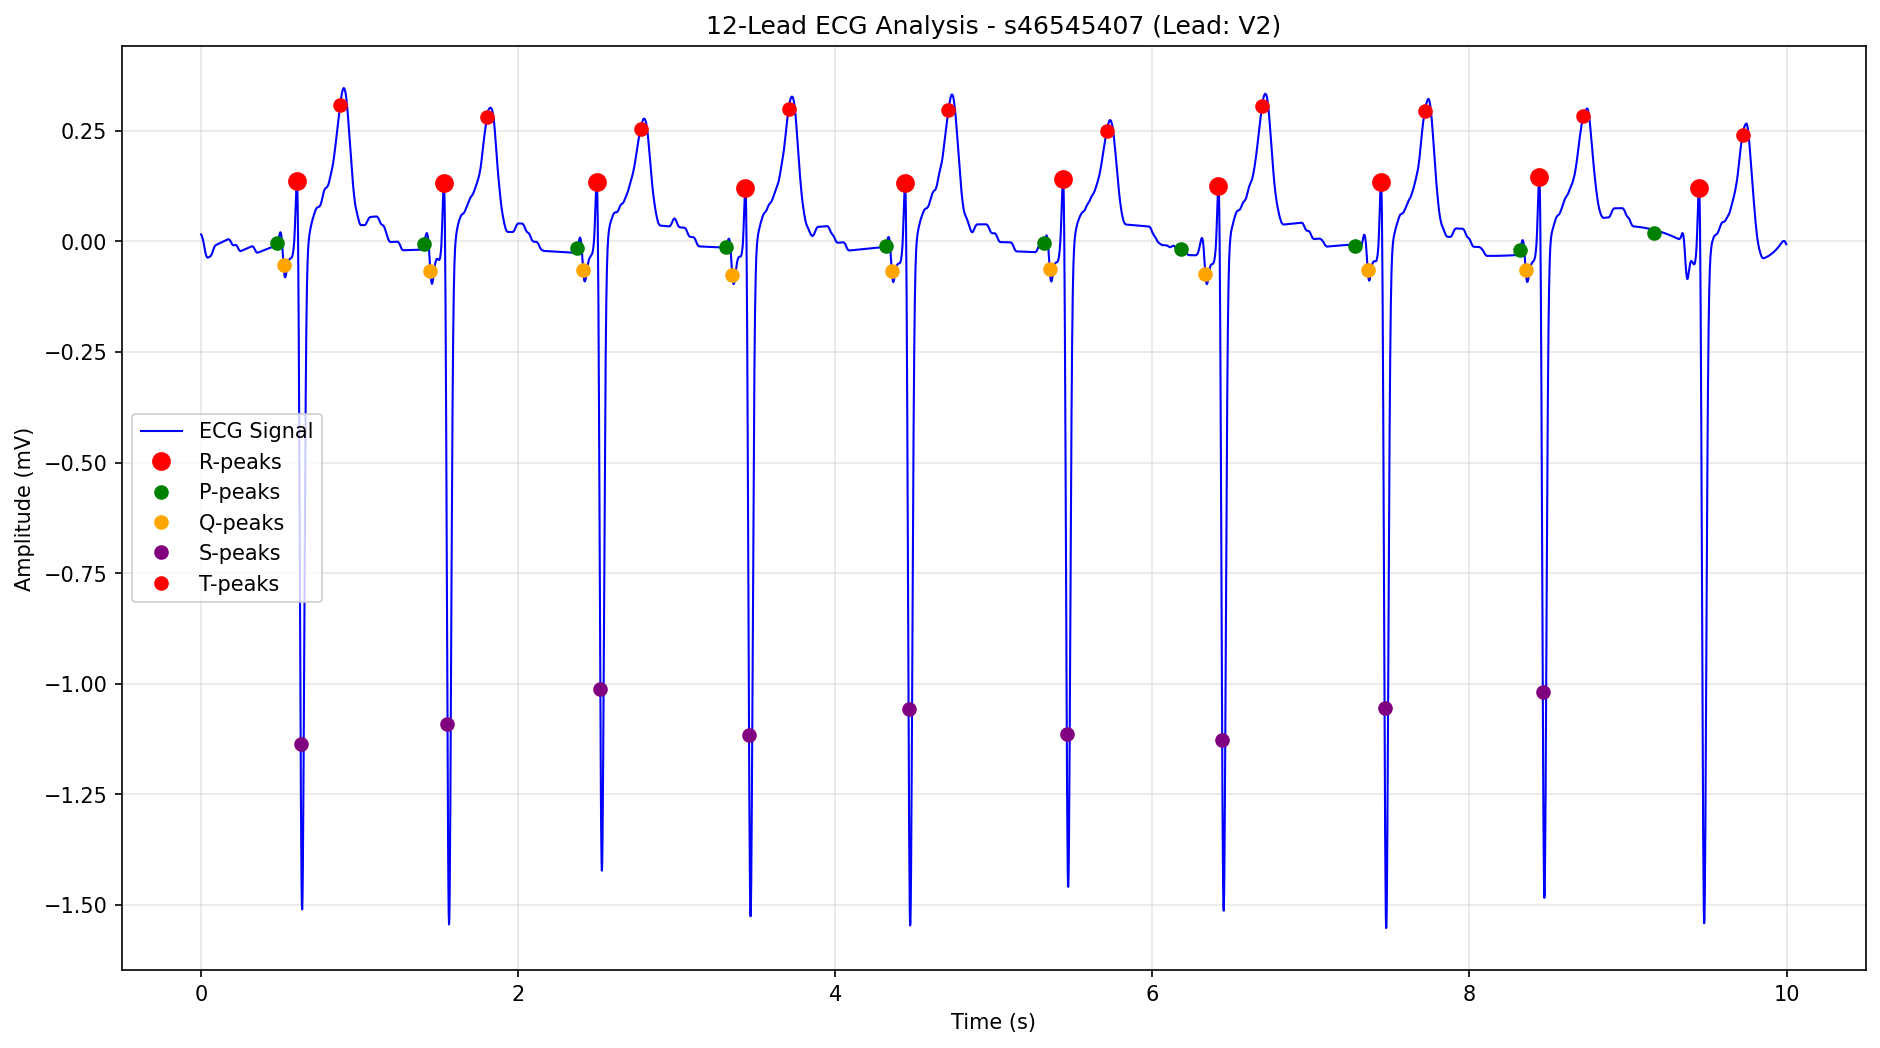 12-Lead ECG Analysis - s46545407 (Lead: V2)
Amplitude (mV)
0.25
0.00
−0.25
−0.50
−0.75
−1.00
−1.25
−1.50
ECG Signal
R-peaks
P-peaks
Q-peaks
S-peaks
T-peaks
0 2 4 6 8 10
Time (s)